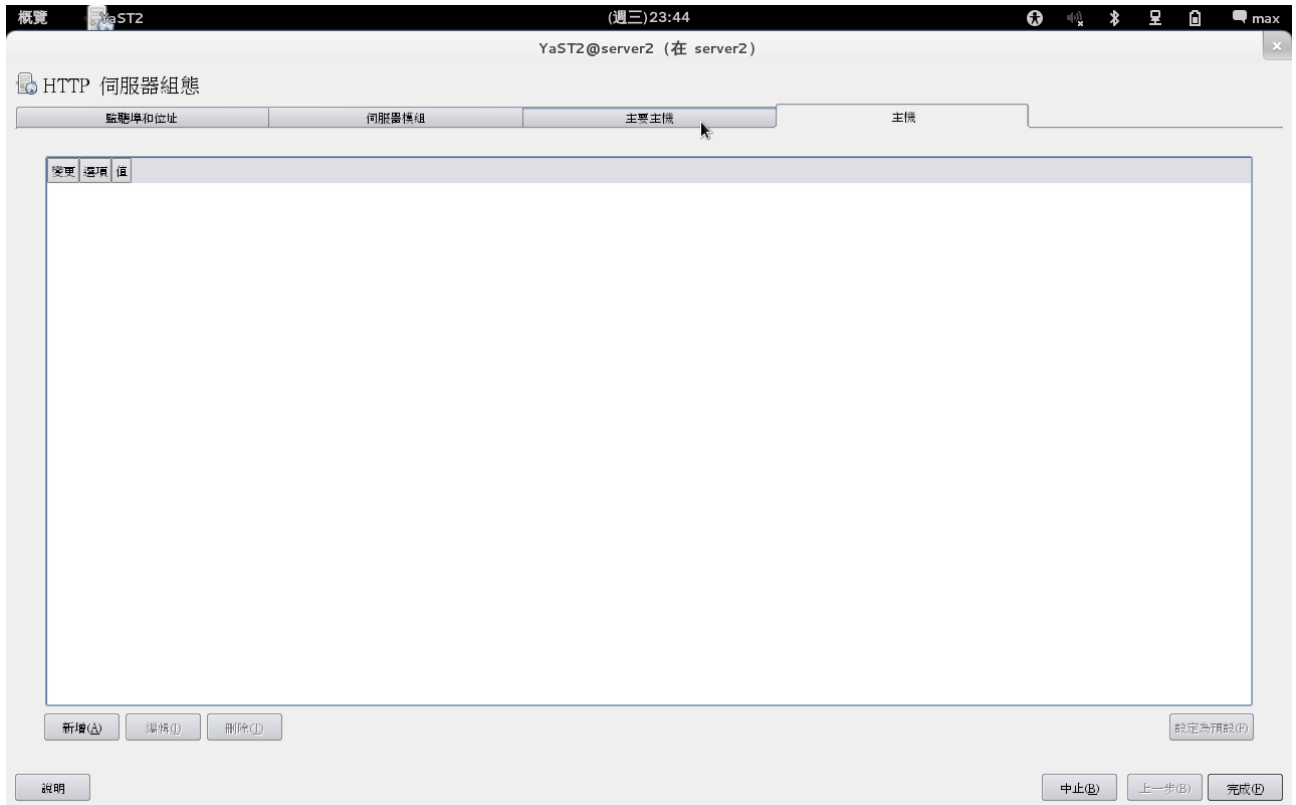 概覽 YaST2 (週三)23:44 max
YaST2@server2 (在 server2)
HTTP 伺服器組態
監聽埠和位址 伺服器模組 主要主機 主機
變更 選項 值
新增(A) 編輯(I) 刪除(T) 設定為預設(F)
說明 中止(B) 上一步(B) 完成(F)